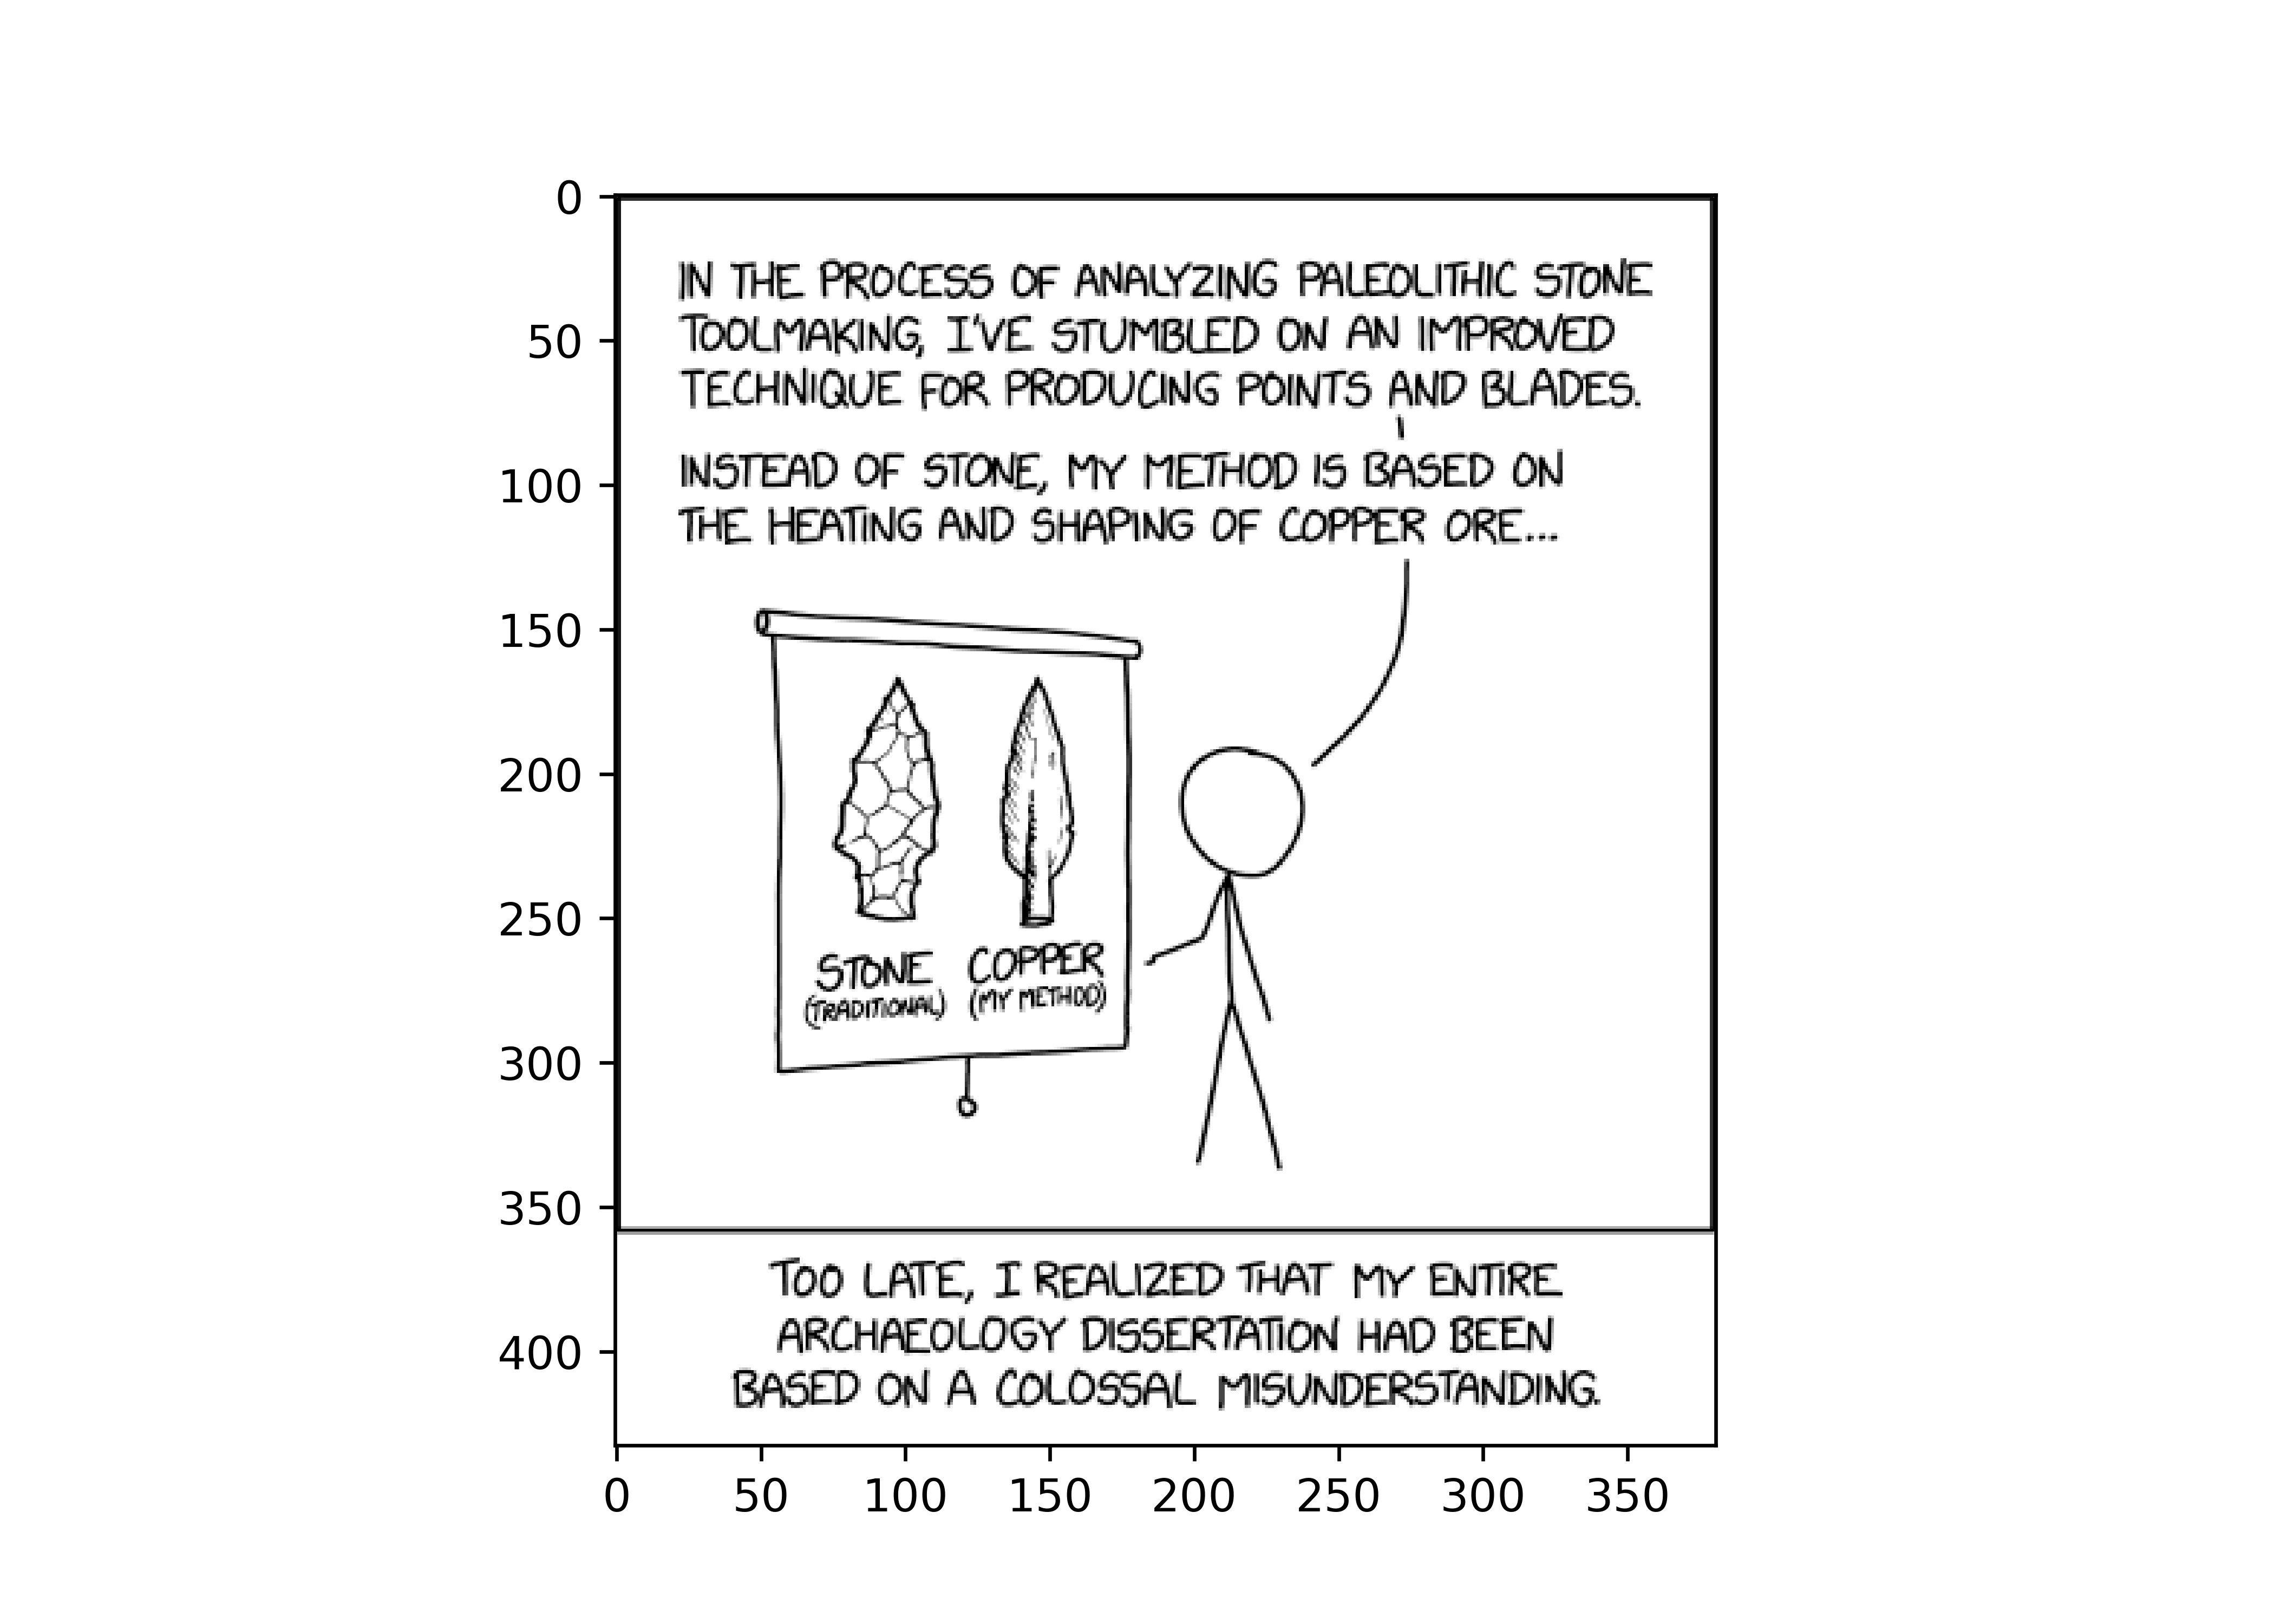 IN THE PROCESS OF ANALYZING PALEOLITHIC STONE
TOOLMAKING, I'VE STUMBLED ON AN IMPROVED
TECHNIQUE FOR PRODUCING POINTS AND BLADES.
INSTEAD OF STONE, MY METHOD IS BASED ON
THE HEATING AND SHAPING OF COPPER ORE...
STONE
(TRADITIONAL)
COPPER
(MY METHOD)
TOO LATE, I REALIZED THAT MY ENTIRE
ARCHAEOLOGY DISSERTATION HAD BEEN
BASED ON A COLOSSAL MISUNDERSTANDING.
0
50
100
150
200
250
300
350
400
0 50 100 150 200 250 300 350